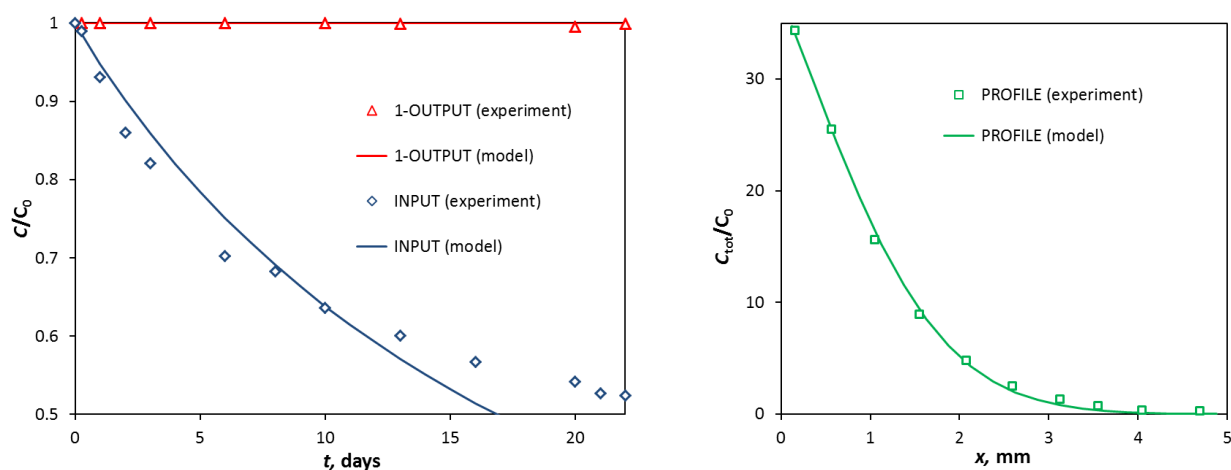 1
0.9
0.8
0.7
0.6
0.5
C/C₀
0
5
10
15
20
t, days
1-OUTPUT (experiment)
1-OUTPUT (model)
INPUT (experiment)
INPUT (model)
30
20
10
0
Ctot/C₀
0
1
2
3
4
5
x, mm
PROFILE (experiment)
PROFILE (model)